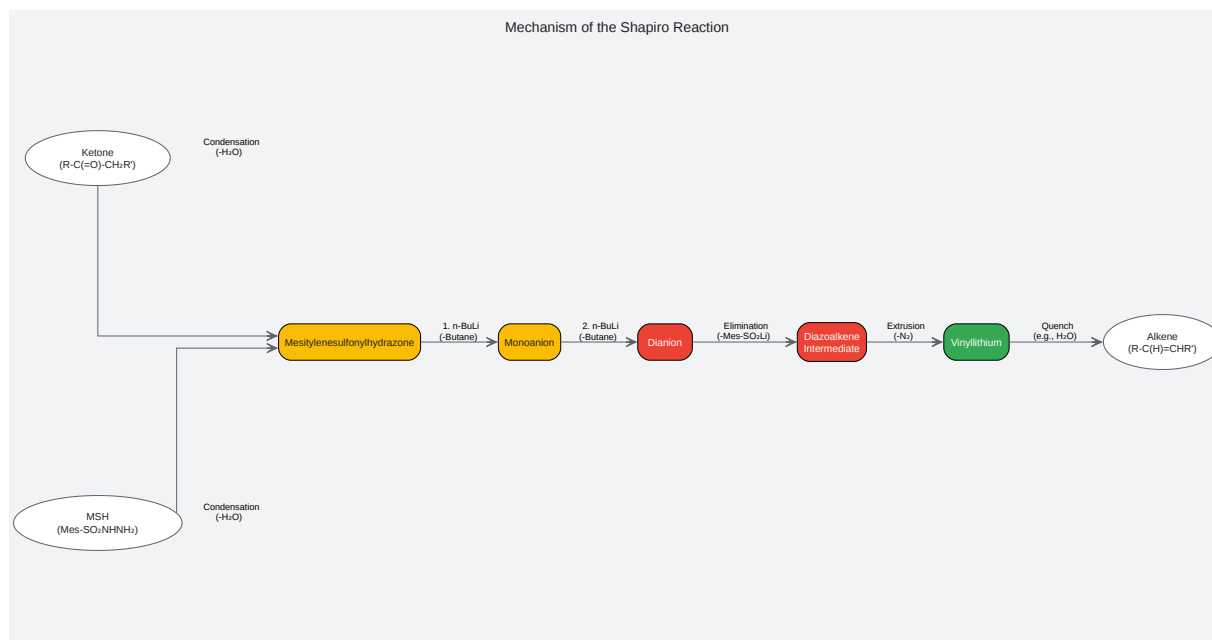 Mechanism of the Shapiro Reaction
Ketone
(R-C(=O)-CH₂R')
Condensation
(-H₂O)
Mesitylenesulfonylhydrazone
1. n-BuLi
(-Butane)
Monoanion
2. n-BuLi
(-Butane)
Dianion
Elimination
(-Mes-SO₂Li)
Diazoalkene
Intermediate
Extrusion
(-N₂)
Vinyllithium
Quench
(e.g., H₂O)
Alkene
(R-C(H)=CHR')
MSH
(Mes-SO₂NHNH₂)
Condensation
(-H₂O)